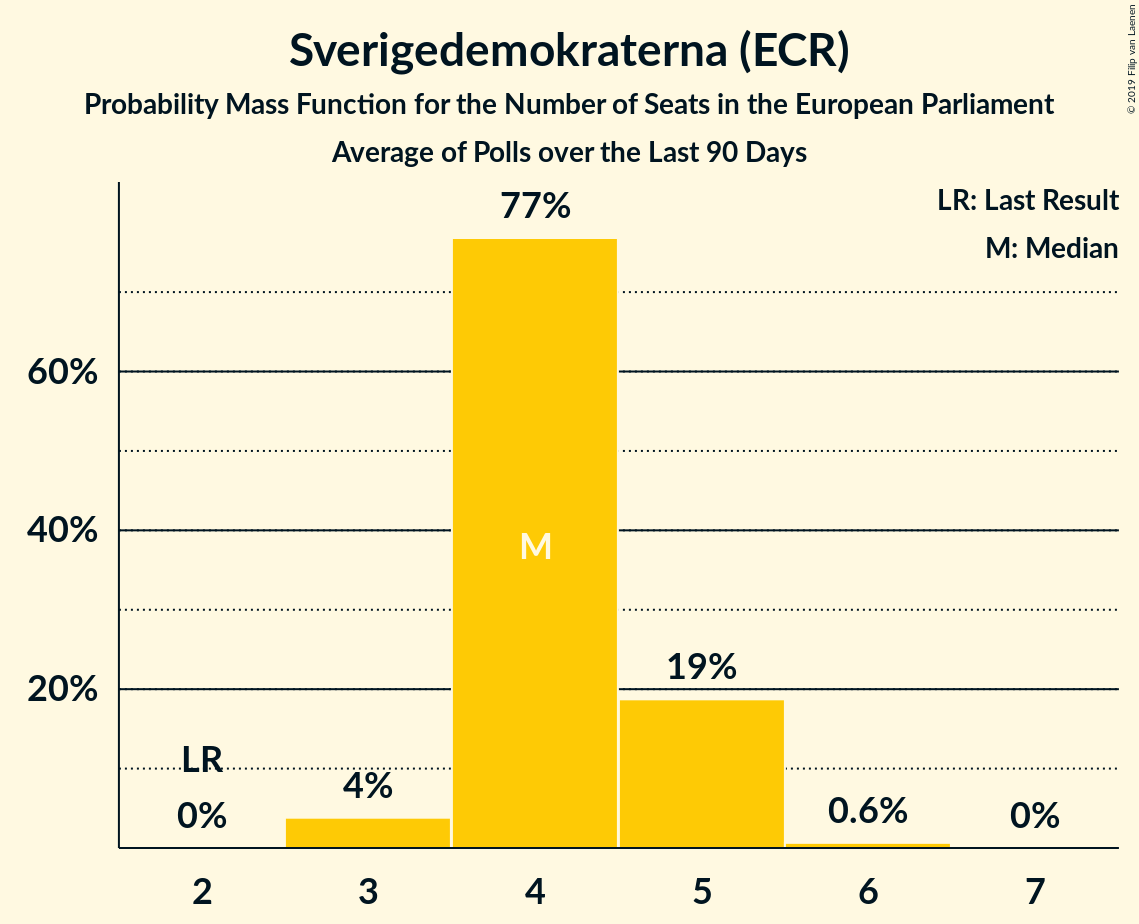 Sverigedemokraterna (ECR)
Probability Mass Function for the Number of Seats in the European Parliament
Average of Polls over the Last 90 Days
© 2019 Filip van Laenen
LR: Last Result
M: Median
77%
60%
40%
M
19%
20%
LR
4%
0%
0.6%
0%
2 3 4 5 6 7